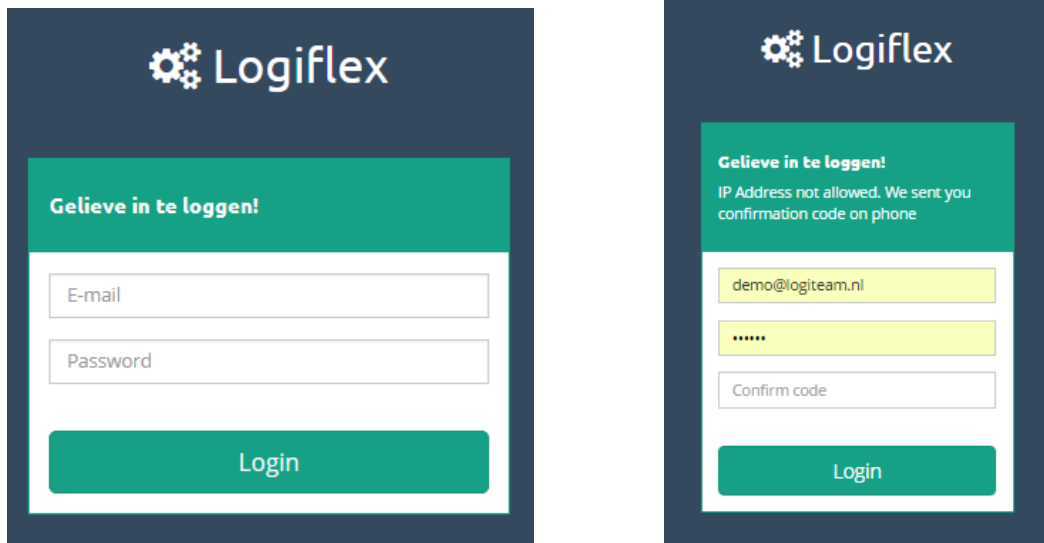 Logiflex
Gelieve in te loggen!
E-mail
Password
Login
Logiflex
Gelieve in te loggen!
IP Address not allowed. We sent you
confirmation code on phone
demo@logiteam.nl
••••••
Confirm code
Login